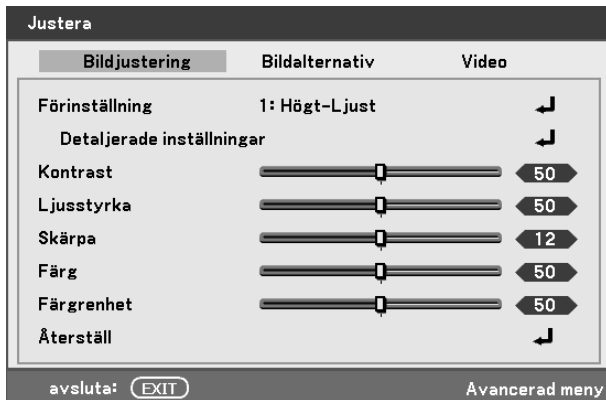 Justera
Bildjustering Bildalternativ Video
Förinställning 1: Högt-Ljust
Detaljerade inställningar
Kontrast 50
Ljusstyrka 50
Skärpa 12
Färg 50
Färgrenhet 50
Återställ
avsluta: EXIT Avancerad meny